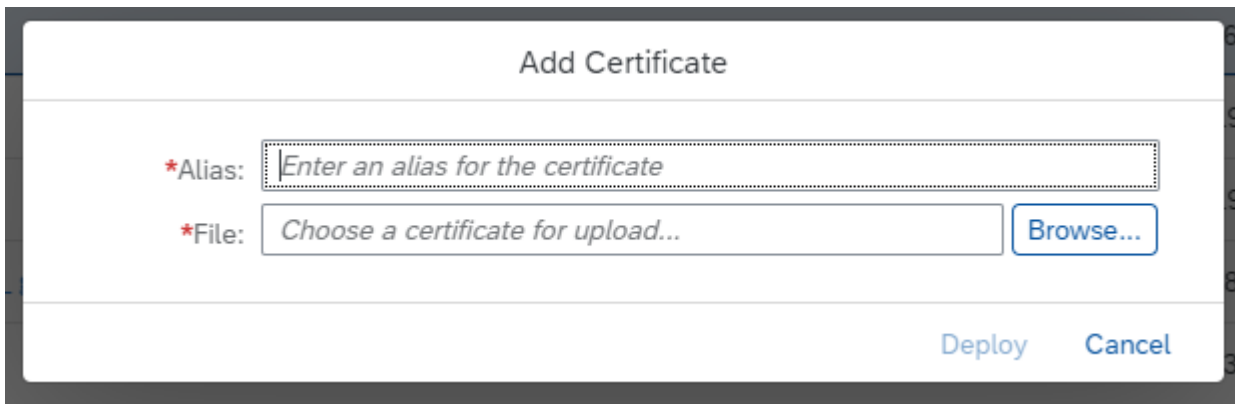 Add Certificate
*Alias: Enter an alias for the certificate
*File: Choose a certificate for upload... Browse...
Deploy Cancel